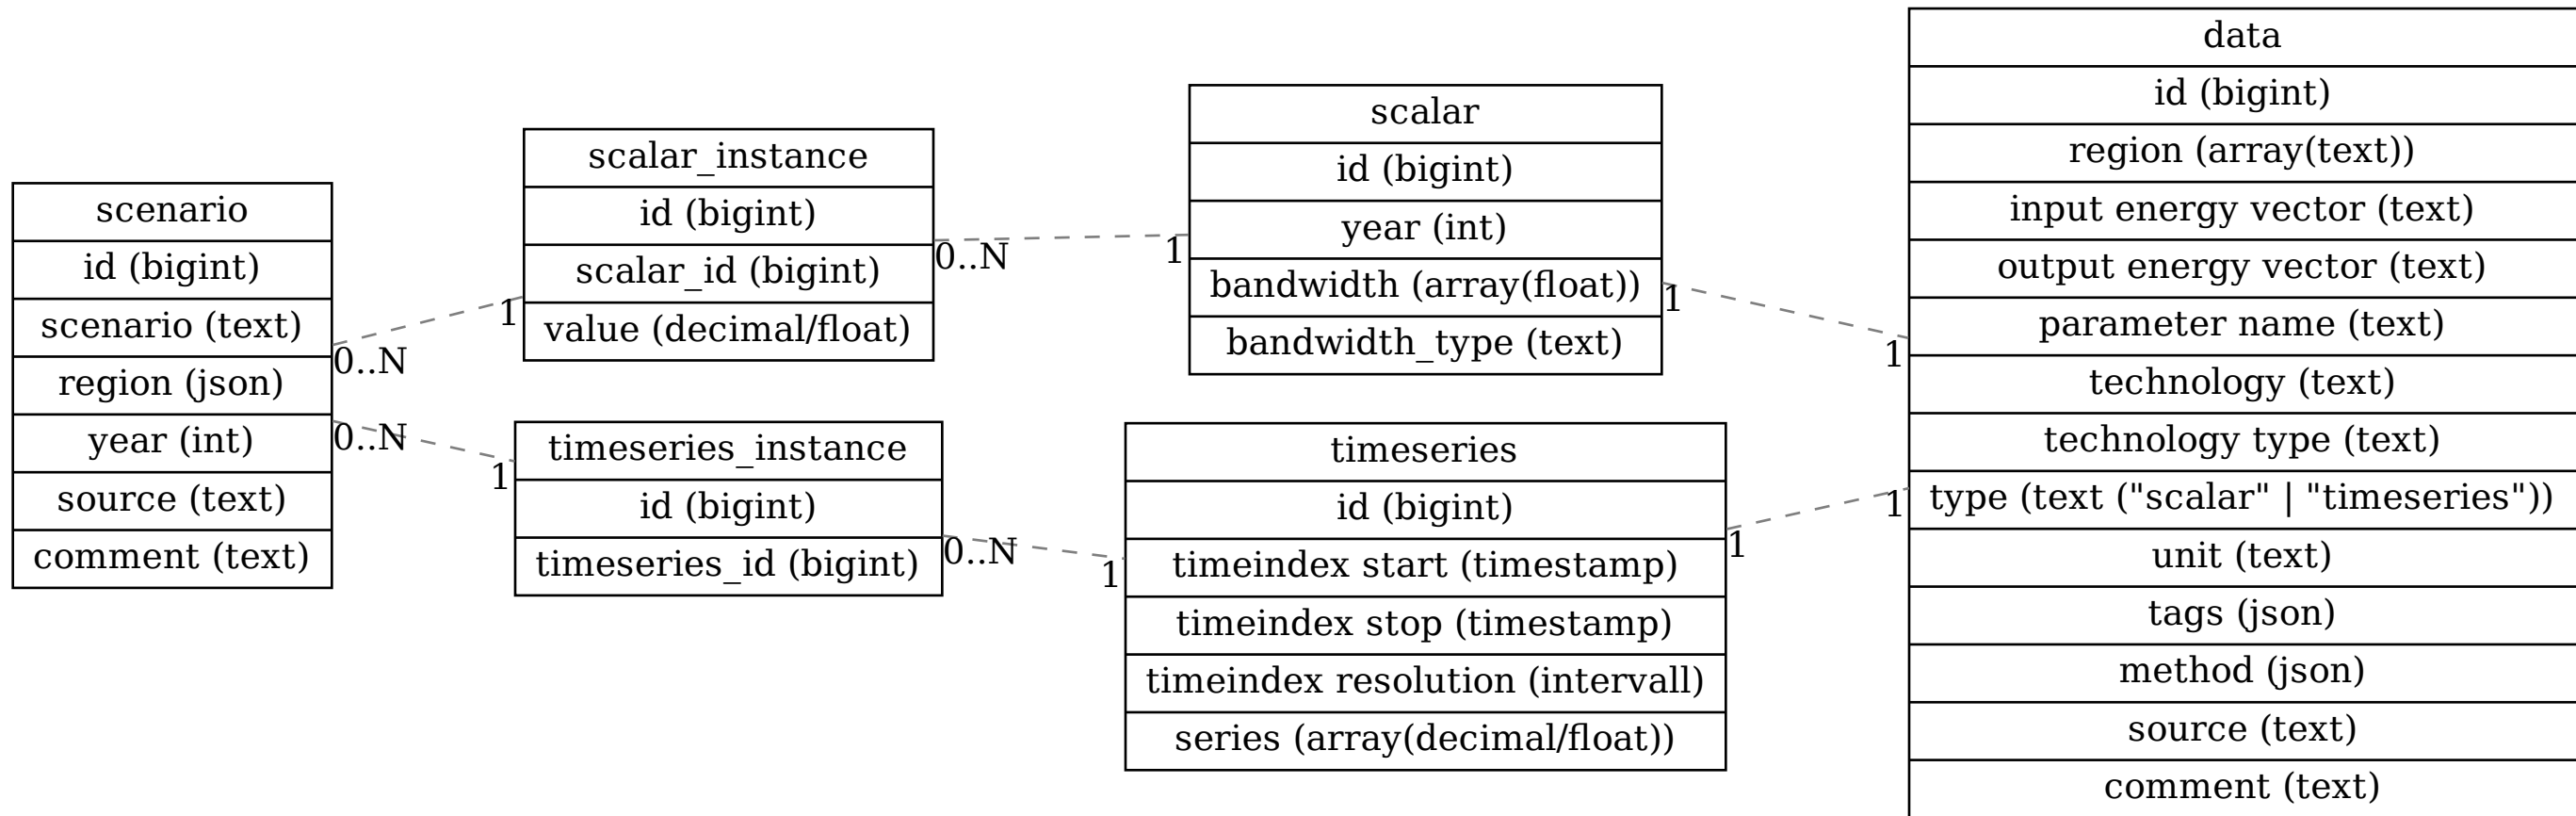 scenario
id (bigint)
scenario (text)
region (json)
year (int)
source (text)
comment (text)
0..N
1
0..N
1
scalar_instance
id (bigint)
scalar_id (bigint)
value (decimal/float)
0..N
1
timeseries_instance
id (bigint)
timeseries_id (bigint)
0..N
1
scalar
id (bigint)
year (int)
bandwidth (array(float))
bandwidth_type (text)
1
1
timeseries
id (bigint)
timeindex start (timestamp)
timeindex stop (timestamp)
timeindex resolution (intervall)
series (array(decimal/float))
1
1
data
id (bigint)
region (array(text))
input energy vector (text)
output energy vector (text)
parameter name (text)
technology (text)
technology type (text)
type (text ("scalar" | "timeseries"))
unit (text)
tags (json)
method (json)
source (text)
comment (text)